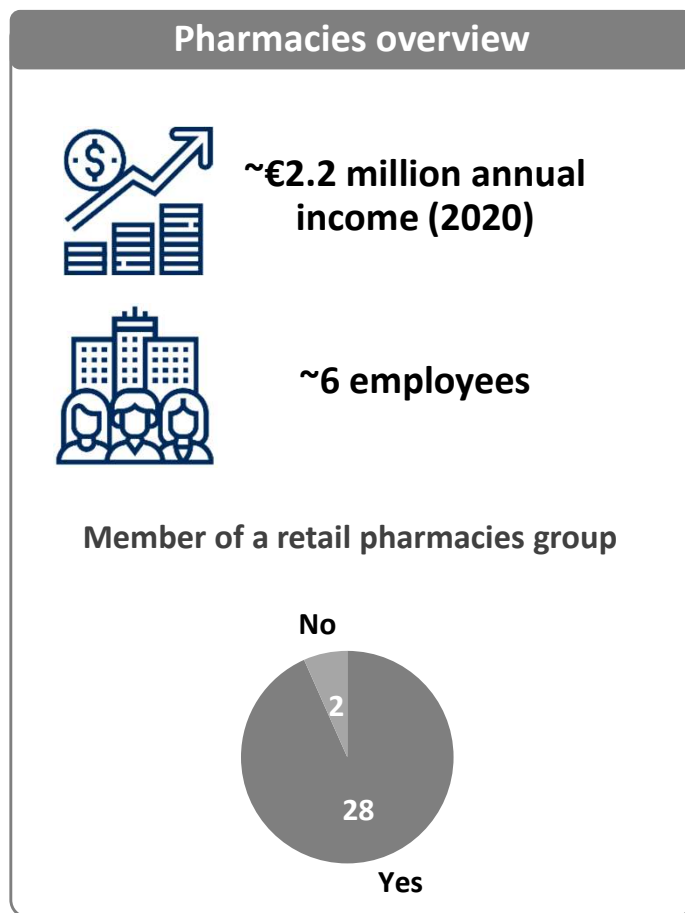 Pharmacies overview
$
~€2.2 million annual
income (2020)
~6 employees
Member of a retail pharmacies group
No
2
28
Yes